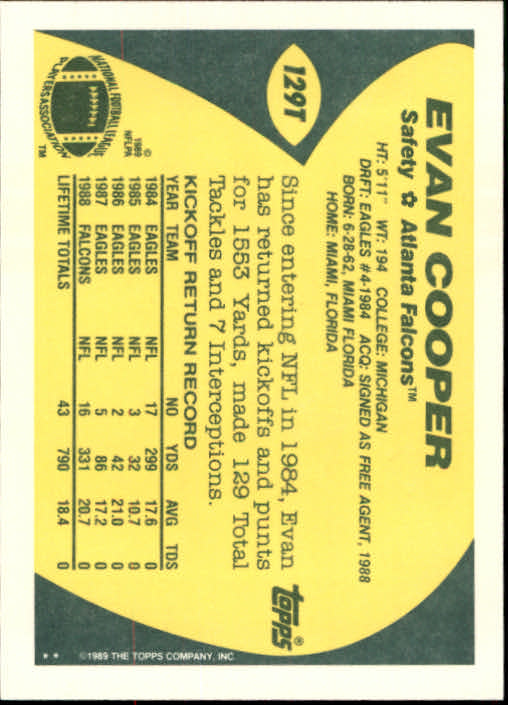 129T
EVAN COOPER
Safety ✿ Atlanta Falcons™
HT: 5'11" WT: 194 COLLEGE: MICHIGAN
DRFT: EAGLES #4-1984 ACQ: SIGNED AS FREE AGENT, 1988
BORN: 6-28-62, MIAMI FLORIDA
HOME: MIAMI, FLORIDA
Since entering NFL in 1984, Evan
has returned kickoffs and punts
for 1553 Yards, made 129 Total
Tackles and 7 Interceptions.
topps®
KICKOFF RETURN RECORD
YEAR TEAM NO YDS AVG TDS
1984 EAGLES NFL 17 299 17.6 0
1985 EAGLES NFL 3 32 10.7 0
1986 EAGLES NFL 2 42 21.0 0
1987 EAGLES NFL 5 86 17.2 0
1988 FALCONS NFL 16 331 20.7 0
LIFETIME TOTALS 43 790 18.4 0
NATIONAL FOOTBALL LEAGUE
PLAYERS ASSOCIATION
™
©
1989
NFLPA
** ©1989 THE TOPPS COMPANY, INC.